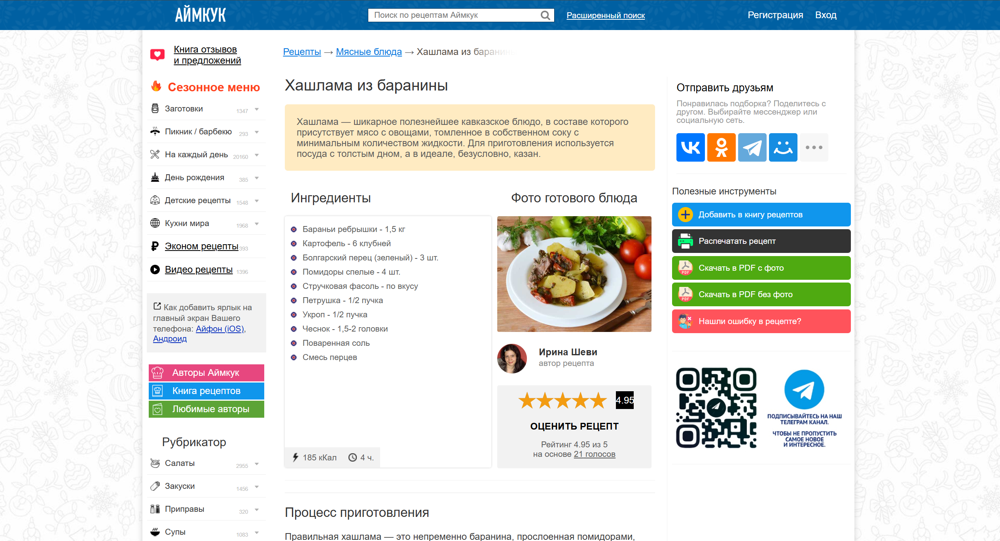 АЙМКУК
Поиск по рецептам Аймкук
Расширенный поиск
Регистрация
Вход
Книга отзывов
и предложений
Сезонное меню
Заготовки 1347
Пикник / барбекю 293
На каждый день 20160
День рождения 385
Детские рецепты 1548
Кухни мира 1968
Эконом рецепты 393
Видео рецепты 1396
Как добавить ярлык на
главный экран Вашего
телефона: Айфон (iOS),
Андроид
Авторы Аймкук
Книга рецептов
Любимые авторы
Рубрикатор
Салаты 2955
Закуски 1456
Приправы 320
Супы 1083
Рецепты → Мясные блюда → Хашлама из баранины
Хашлама из баранины
Хашлама — шикарное полезнейшее кавказское блюдо, в составе которого
присутствует мясо с овощами, томленное в собственном соку с
минимальным количеством жидкости. Для приготовления используется
посуда с толстым дном, а в идеале, безусловно, казан.
Ингредиенты
Бараньи ребрышки - 1,5 кг
Картофель - 6 клубней
Болгарский перец (зеленый) - 3 шт.
Помидоры спелые - 4 шт.
Стручковая фасоль - по вкусу
Петрушка - 1/2 пучка
Укроп - 1/2 пучка
Чеснок - 1,5-2 головки
Поваренная соль
Смесь перцев
185 кКал
4 ч.
Фото готового блюда
Ирина Шеви
автор рецепта
4.95
ОЦЕНИТЬ РЕЦЕПТ
Рейтинг 4.95 из 5
на основе 21 голосов
Процесс приготовления
Правильная хашлама — это непременно баранина, прослоенная помидорами,
Отправить друзьям
Понравилась подборка? Поделитесь с
другом. Выбирайте мессенджер или
социальную сеть.
Полезные инструменты
Добавить в книгу рецептов
Распечатать рецепт
PDF
Скачать в PDF с фото
PDF
Скачать в PDF без фото
Нашли ошибку в рецепте?
ПОДПИСЫВАЙТЕСЬ НА НАШ
ТЕЛЕГРАМ КАНАЛ.
ЧТОБЫ НЕ ПРОПУСТИТЬ
САМОЕ НОВОЕ
И ИНТЕРЕСНОЕ.